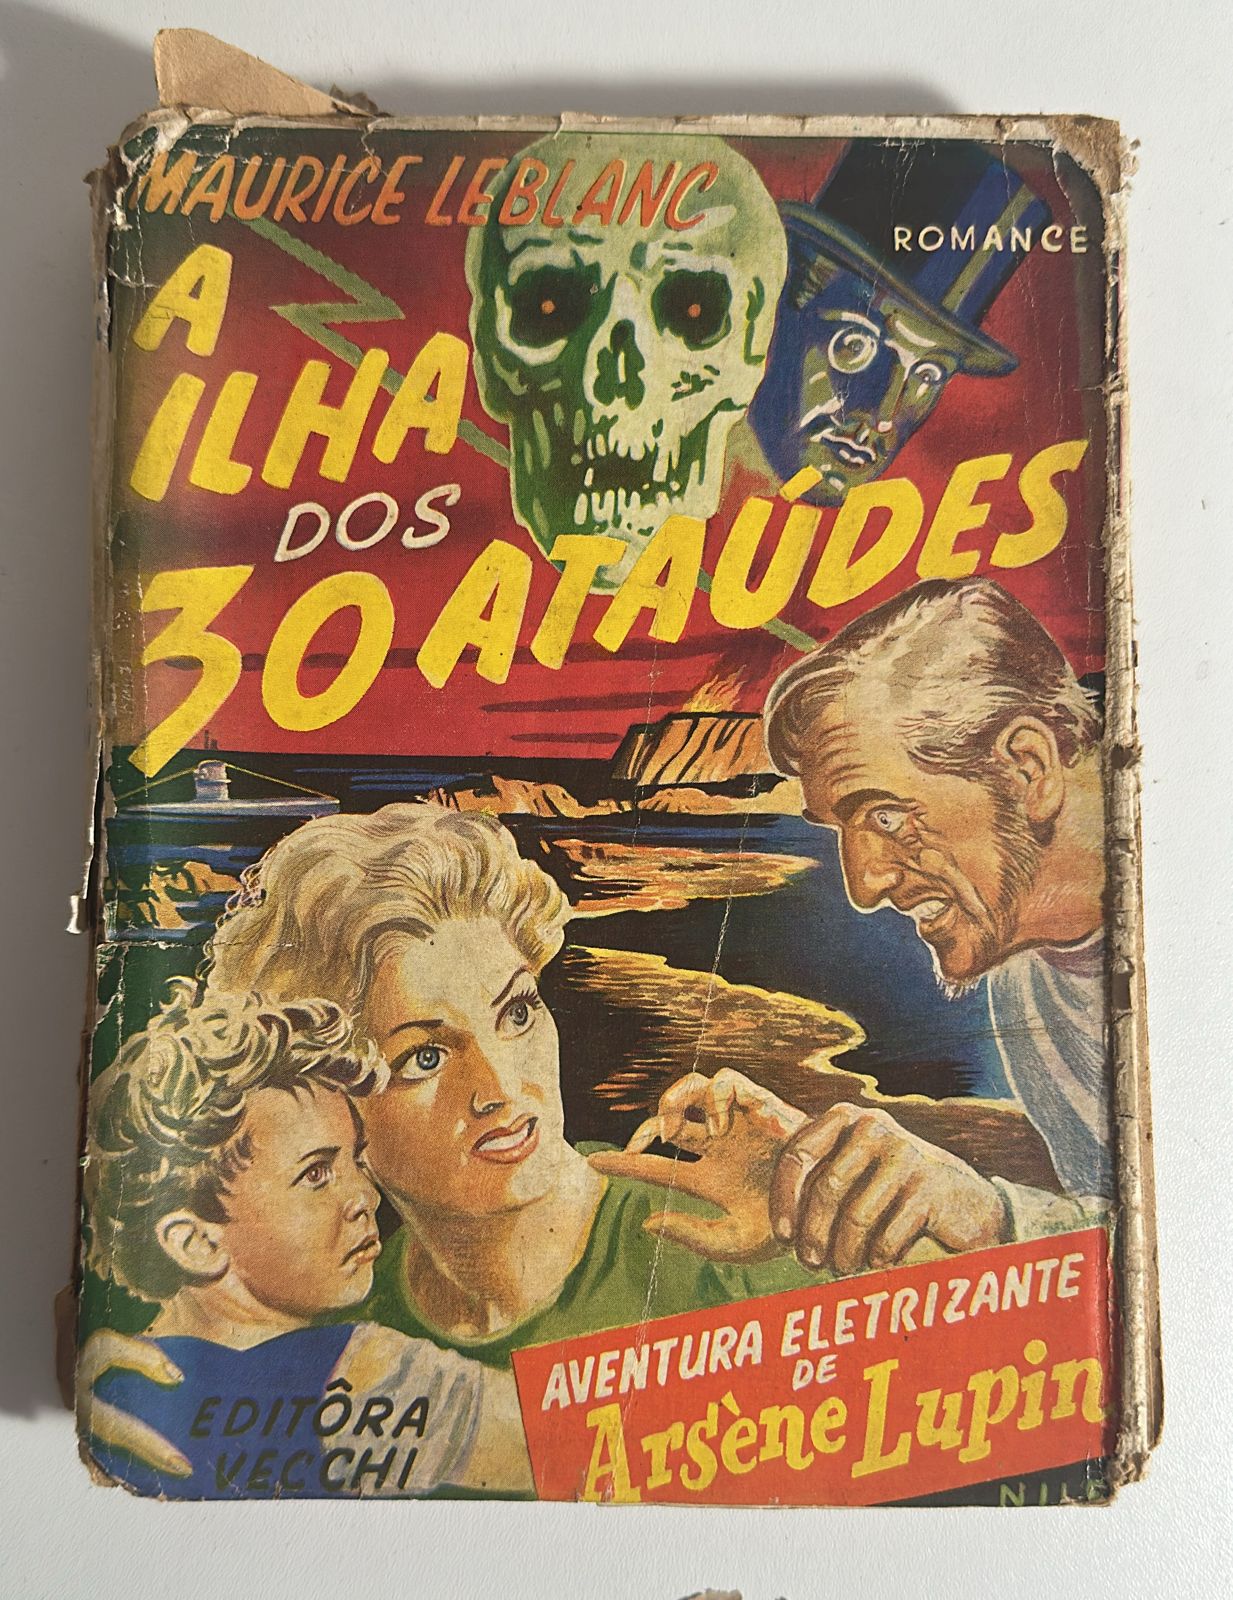 MAURICE LEBLANC
ROMANCE
A
ILHA
DOS
30 ATAÚDES
AVENTURA ELETRIZANTE
DE
Arsène Lupin
EDITÔRA
VECCHI